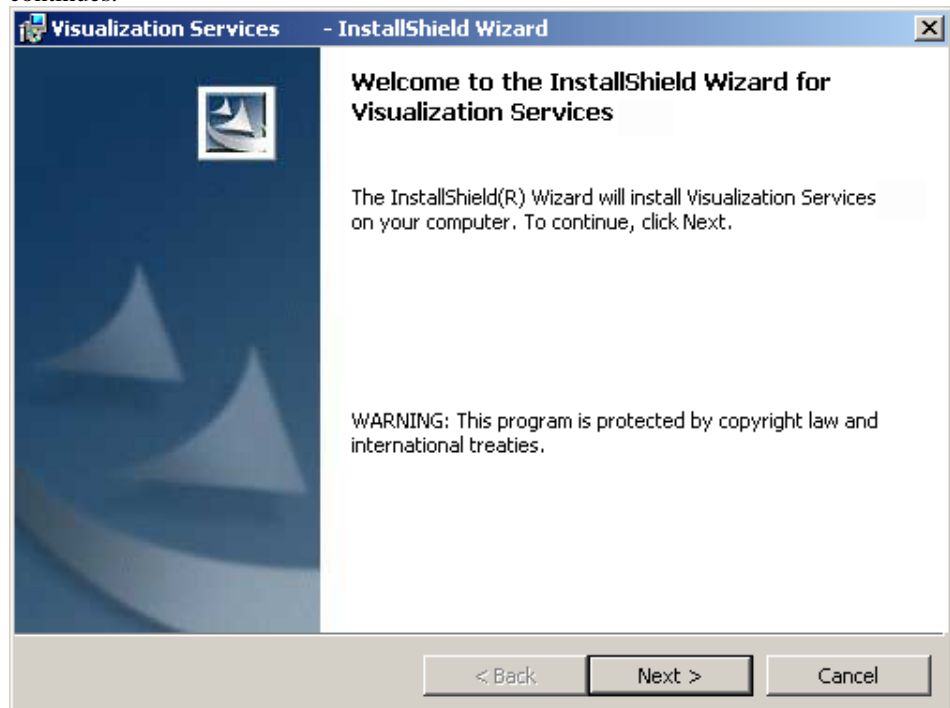 continues.
Visualization Services - InstallShield Wizard
Welcome to the InstallShield Wizard for
Visualization Services
The InstallShield(R) Wizard will install Visualization Services
on your computer. To continue, click Next.
WARNING: This program is protected by copyright law and
international treaties.
< Back
Next >
Cancel